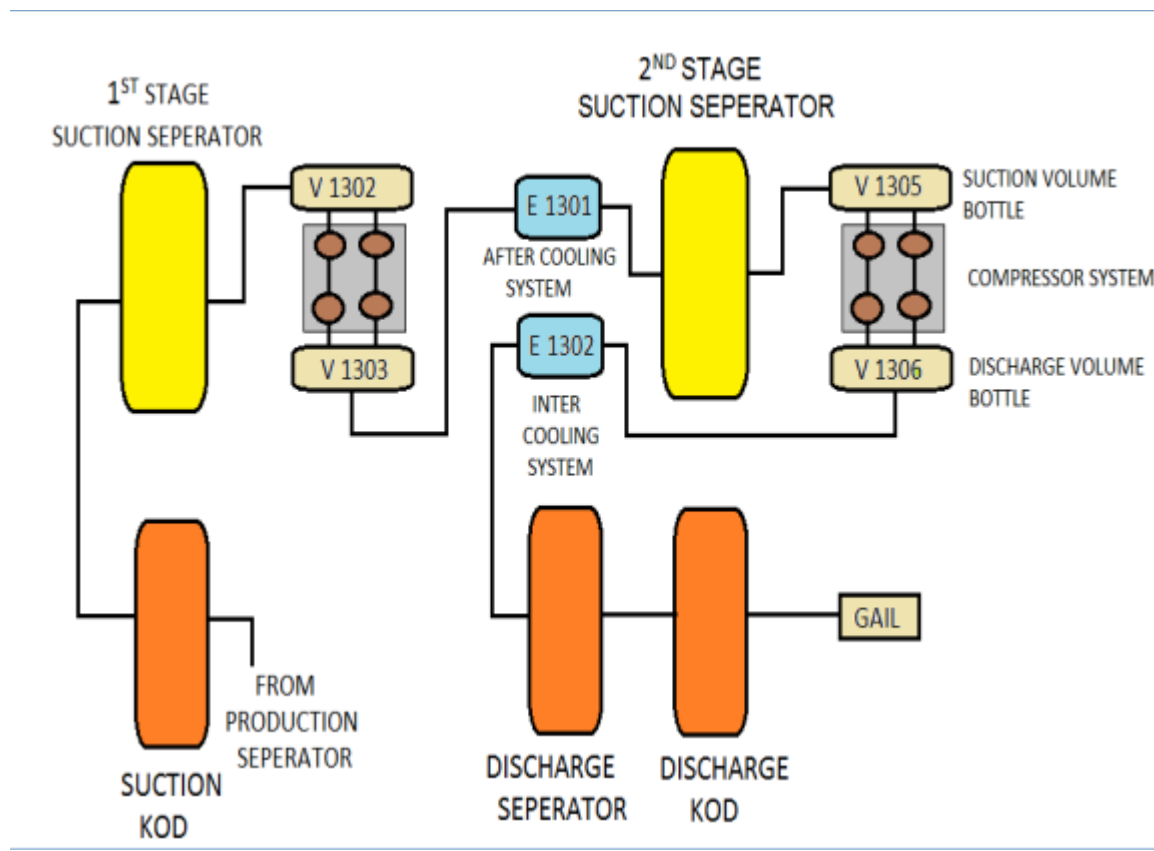 1ST STAGE
SUCTION SEPERATOR
2ND STAGE
SUCTION SEPERATOR
V 1302
V 1303
E 1301
AFTER COOLING
SYSTEM
E 1302
INTER
COOLING
SYSTEM
V 1305
SUCTION VOLUME
BOTTLE
COMPRESSOR SYSTEM
V 1306
DISCHARGE VOLUME
BOTTLE
FROM
PRODUCTION
SEPERATOR
SUCTION
KOD
DISCHARGE
SEPERATOR
DISCHARGE
KOD
GAIL